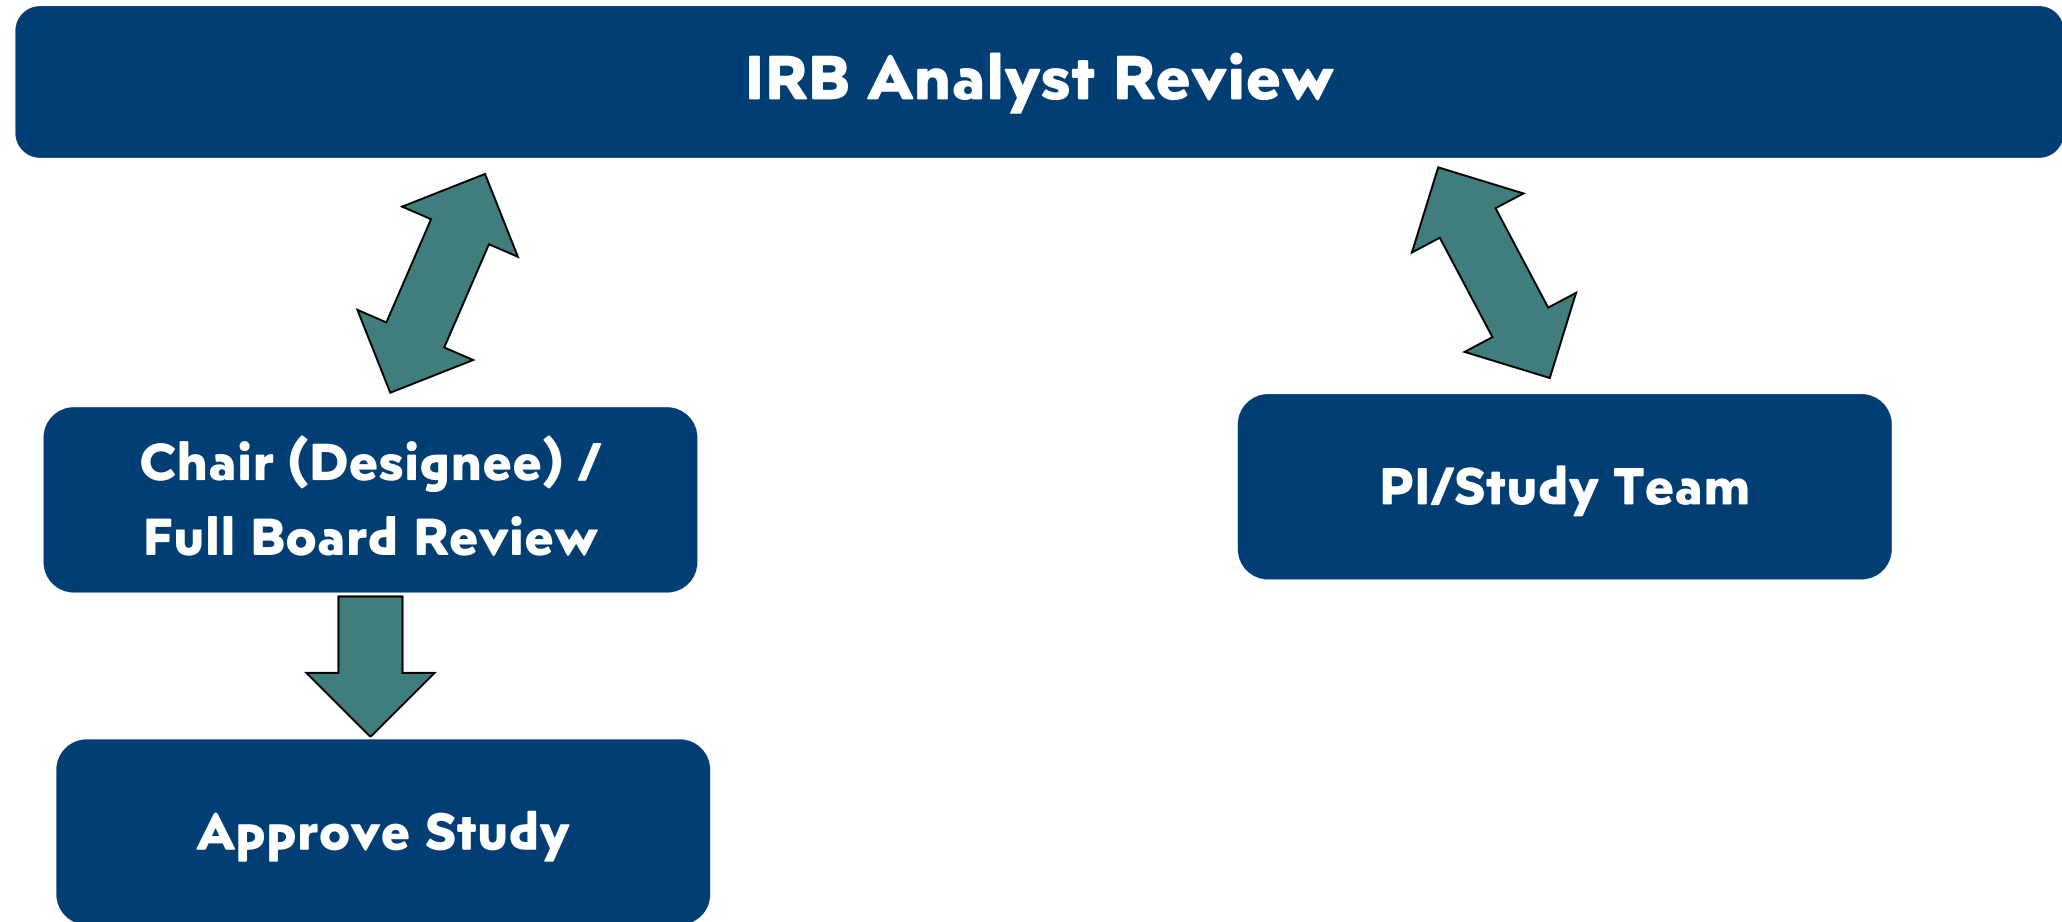 IRB Analyst Review
Chair (Designee) /
Full Board Review
PI/Study Team
Approve Study